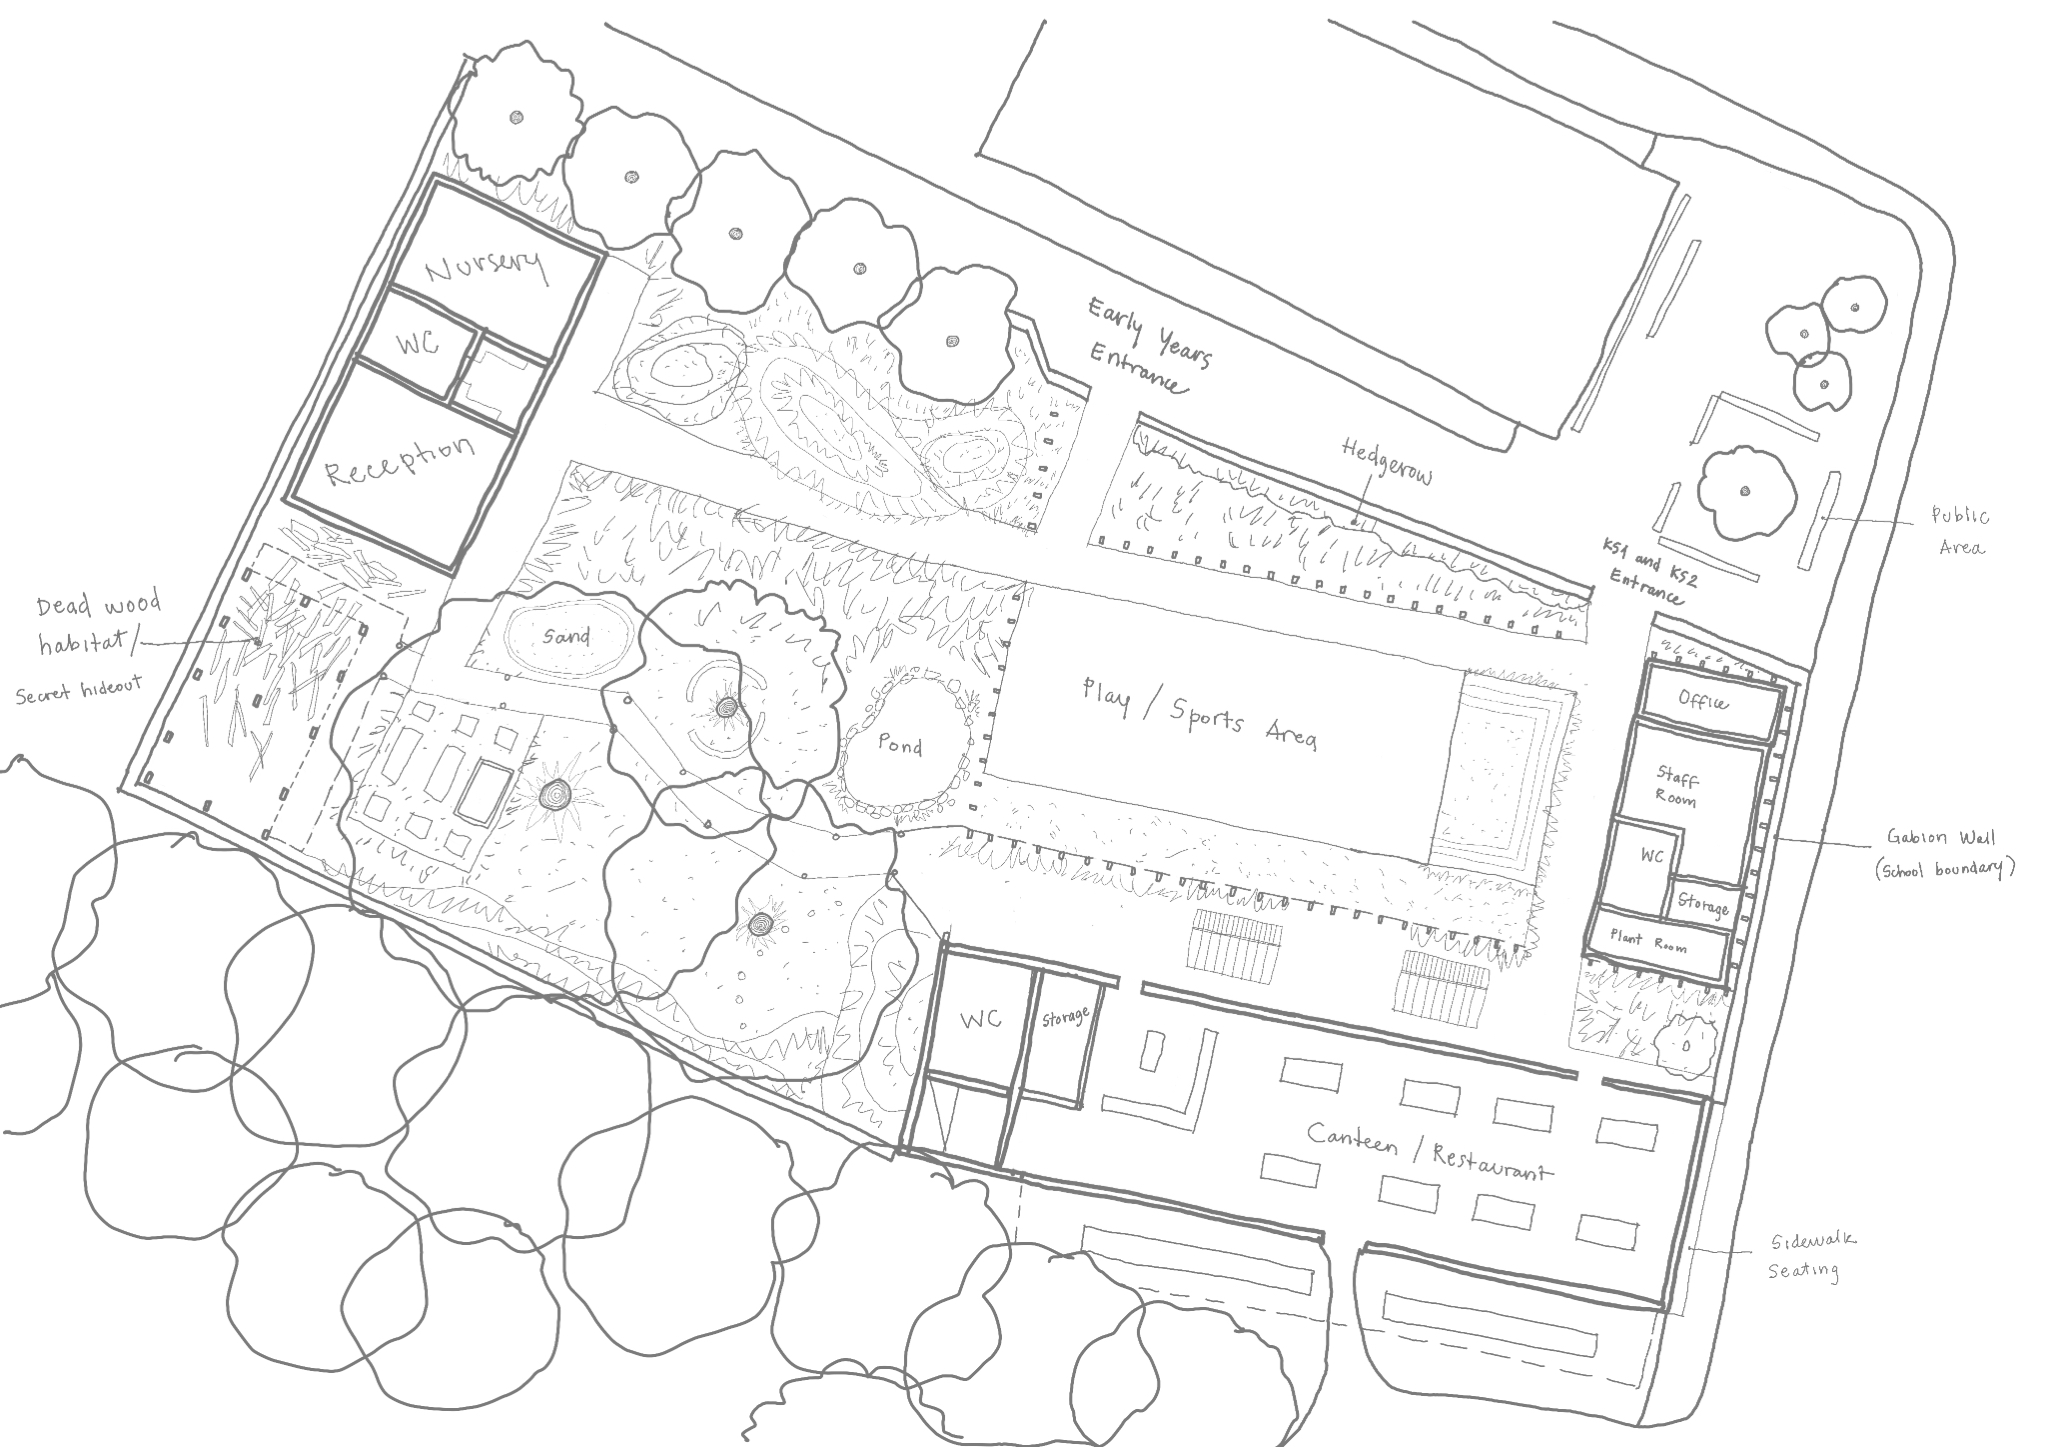 Nursery
WC
Reception
Early Years
Entrance
Hedgerow
Public
Area
KS1 and KS2
Entrance
Dead wood
habitat/
Secret hideout
Sand
Pond
Play / Sports Area
Office
Staff
Room
WC
Storage
Plant Room
Gabion Wall
(School boundary)
WC
Storage
Canteen / Restaurant
Sidewalk
Seating